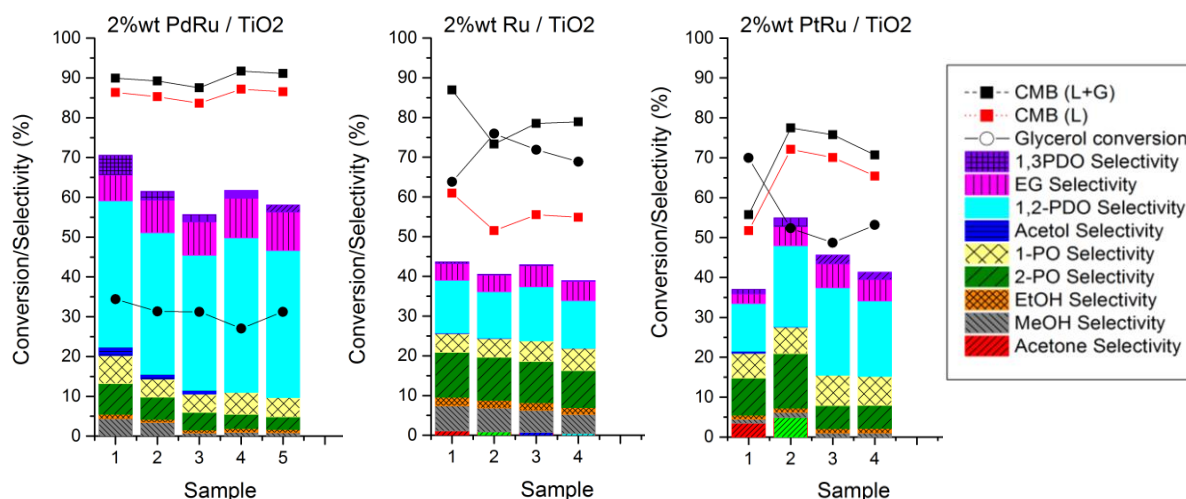 2%wt PdRu / TiO2
Conversion/Selectivity (%)
100
90
80
70
60
50
40
30
20
10
0
1 2 3 4 5
Sample
2%wt Ru / TiO2
Conversion/Selectivity (%)
100
90
80
70
60
50
40
30
20
10
0
1 2 3 4
Sample
2%wt PtRu / TiO2
Conversion/Selectivity (%)
100
90
80
70
60
50
40
30
20
10
0
1 2 3 4
Sample
CMB (L+G)
CMB (L)
Glycerol conversion
1,3PDO Selectivity
EG Selectivity
1,2-PDO Selectivity
Acetol Selectivity
1-PO Selectivity
2-PO Selectivity
EtOH Selectivity
MeOH Selectivity
Acetone Selectivity